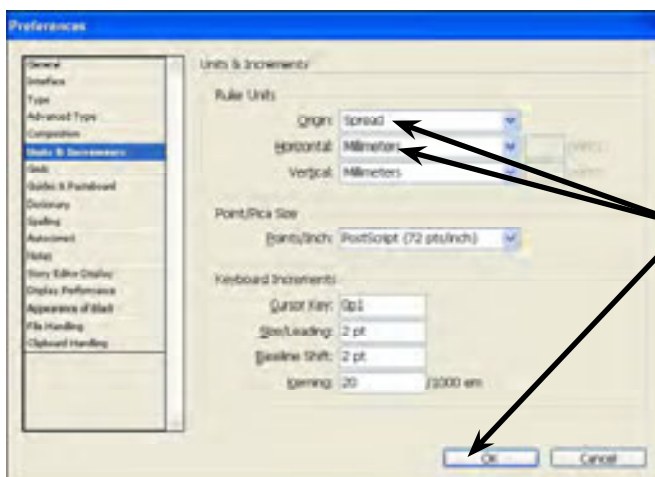 Preferences
General
Interface
Type
Advanced Type
Composition
Units & Increments
Grids
Guides & Pasteboard
Dictionary
Spelling
Autocorrect
Notes
Story Editor Display
Display Performance
Appearance of Black
File Handling
Clipboard Handling
Units & Increments
Ruler Units
Origin: Spread
Horizontal: Millimeters
Vertical: Millimeters
Point/Pica Size
Points/Inch: PostScript (72 pts/inch)
Keyboard Increments
Cursor Key: 0p1
Size/Leading: 2 pt
Baseline Shift: 2 pt
Kerning: 20 /1000 em
OK Cancel